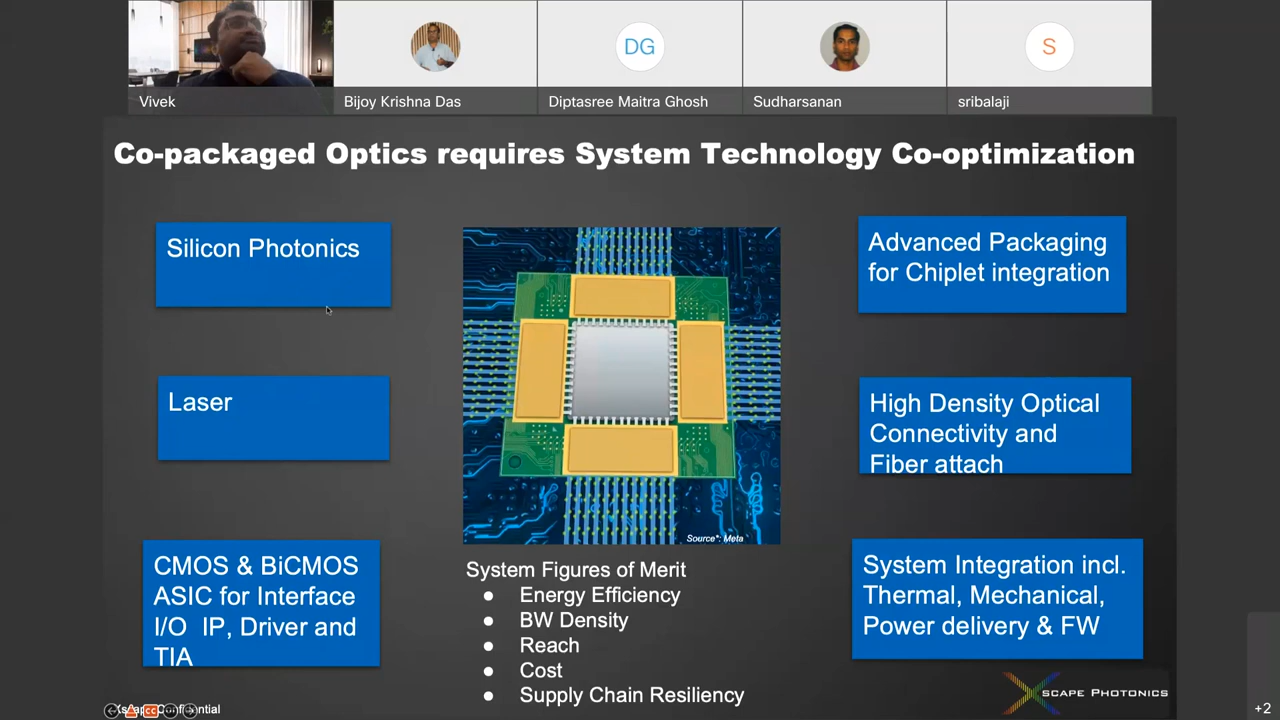 DG
S
Vivek
Bijoy Krishna Das
Diptasree Maitra Ghosh
Sudharsanan
sribalaji
Co-packaged Optics requires System Technology Co-optimization
Silicon Photonics
Laser
CMOS & BiCMOS
ASIC for Interface
I/O IP, Driver and
TIA
Source*: Meta
System Figures of Merit
● Energy Efficiency
● BW Density
● Reach
● Cost
● Supply Chain Resiliency
Advanced Packaging
for Chiplet integration
High Density Optical
Connectivity and
Fiber attach
System Integration incl.
Thermal, Mechanical,
Power delivery & FW
XSCAPE PHOTONICS
+2